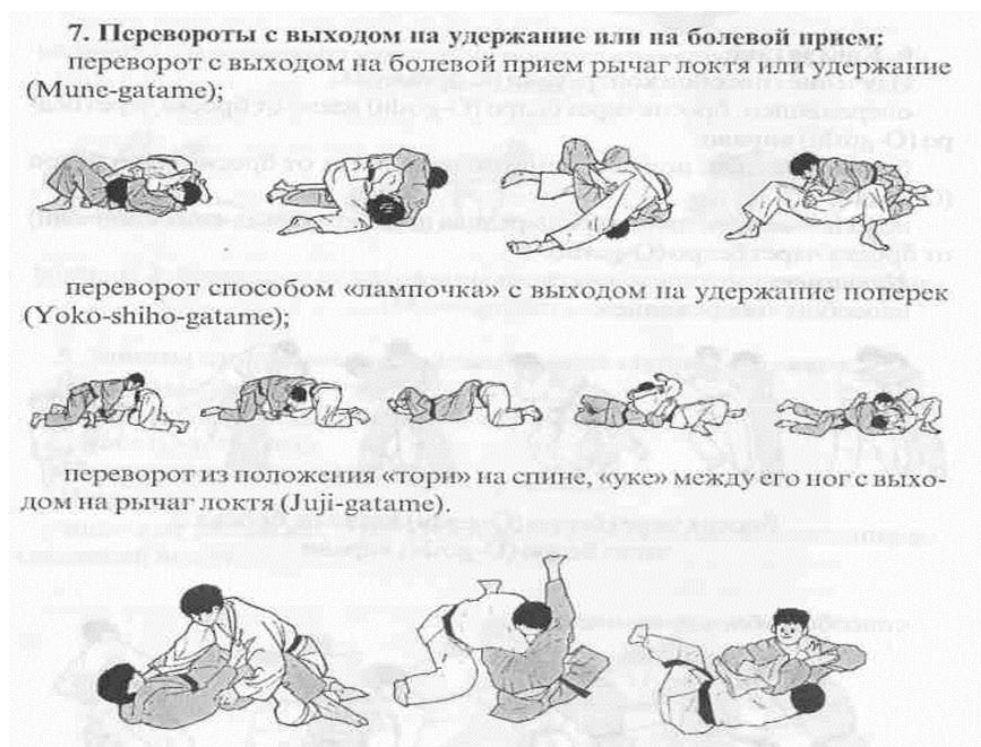 7. Перевороты с выходом на удержание или на болевой прием:
переворот с выходом на болевой прием рычаг локтя или удержание
(Mune-gatame);
переворот способом «лампочка» с выходом на удержание поперек
(Yoko-shiho-gatame);
переворот из положения «тори» на спине, «уке» между его ног с выхо-
дом на рычаг локтя (Juji-gatame).